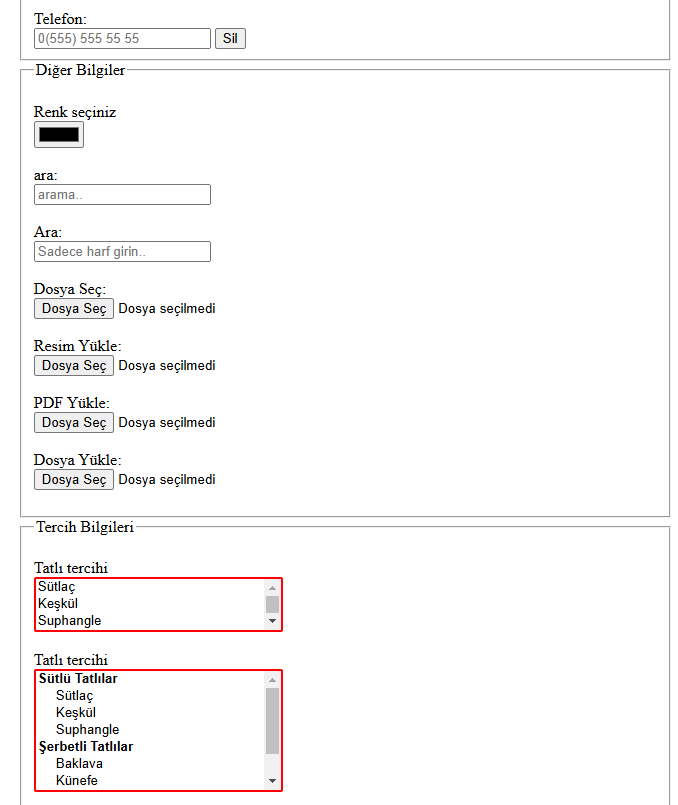 Telefon:
0(555) 555 55 55 Sil
Diğer Bilgiler
Renk seçiniz
ara:
arama..
Ara:
Sadece harf girin..
Dosya Seç:
Dosya Seç Dosya seçilmedi
Resim Yükle:
Dosya Seç Dosya seçilmedi
PDF Yükle:
Dosya Seç Dosya seçilmedi
Dosya Yükle:
Dosya Seç Dosya seçilmedi
Tercih Bilgileri
Tatlı tercihi
Sütlaç
Keşkül
Suphangle
Tatlı tercihi
Sütlü Tatlılar
Sütlaç
Keşkül
Suphangle
Şerbetli Tatlılar
Baklava
Künefe